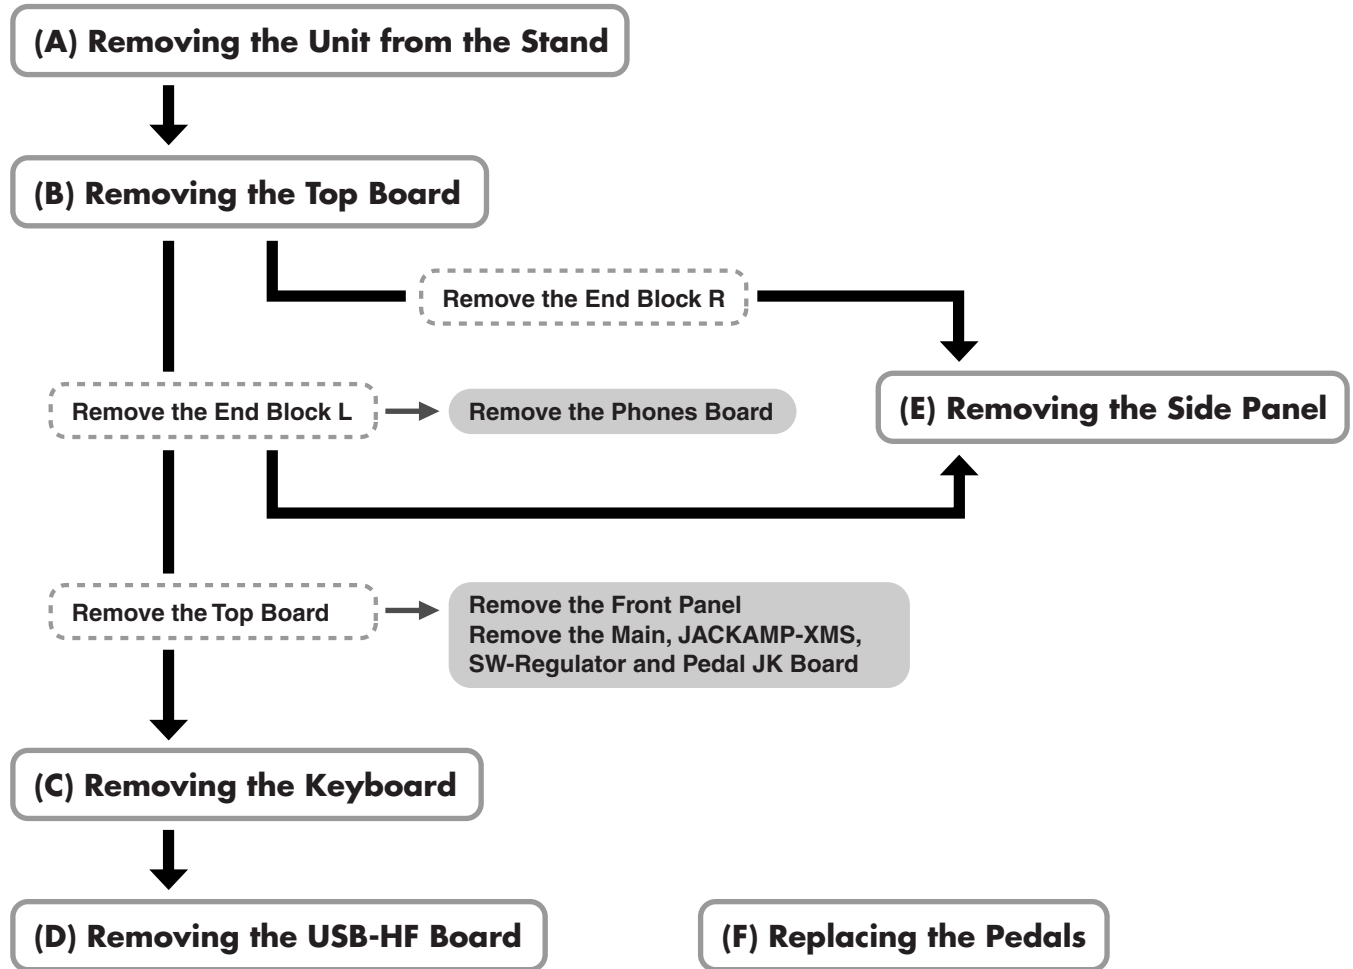 (A) Removing the Unit from the Stand
(B) Removing the Top Board
Remove the End Block R
Remove the End Block L
Remove the Phones Board
(E) Removing the Side Panel
Remove the Top Board
Remove the Front Panel
Remove the Main, JACKAMP-XMS,
SW-Regulator and Pedal JK Board
(C) Removing the Keyboard
(D) Removing the USB-HF Board
(F) Replacing the Pedals